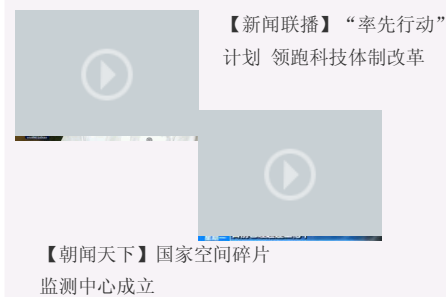 【新闻联播】“率先行动”
计划 领跑科技体制改革
【朝闻天下】国家空间碎片
监测中心成立